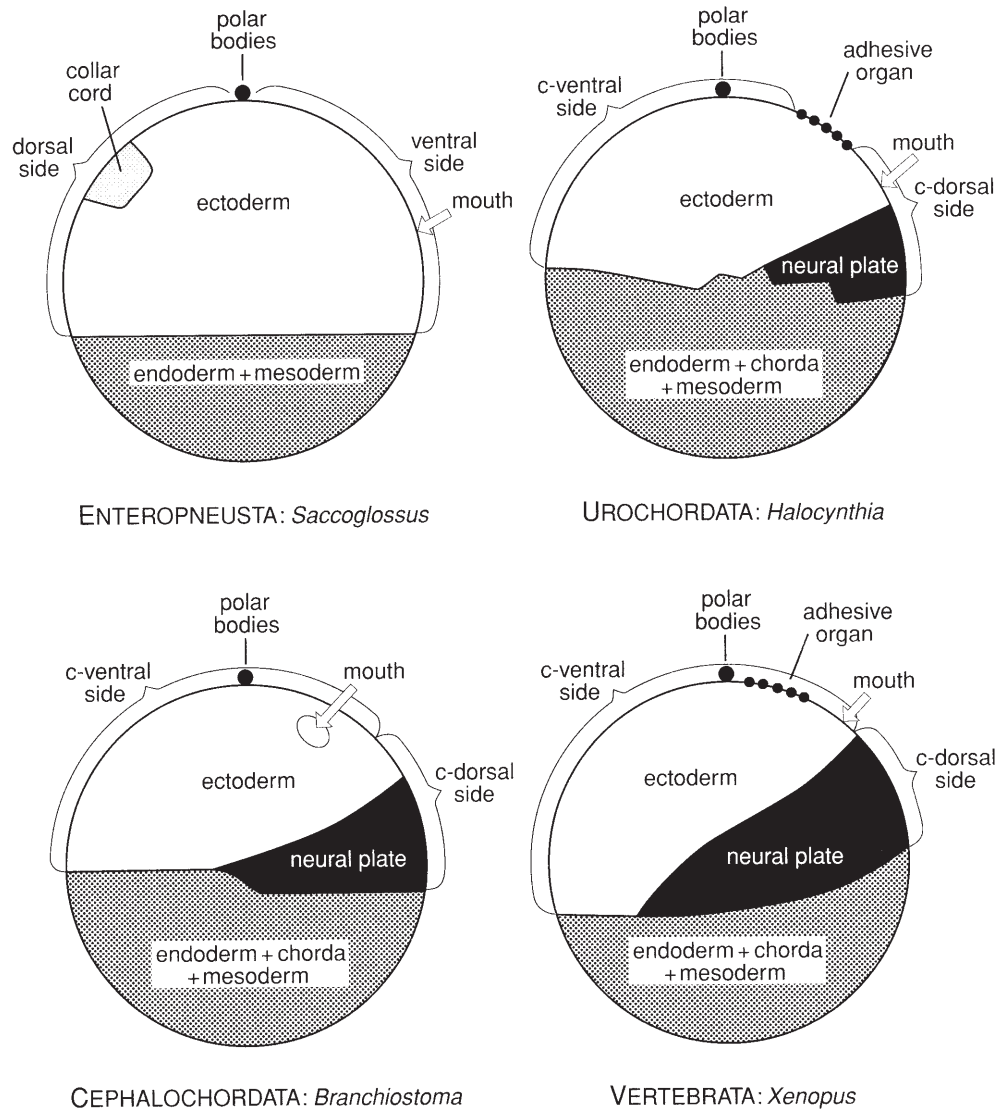 polar
bodies
collar
cord
dorsal
side
ventral
side
mouth
ectoderm
endoderm + mesoderm
ENTEROPNEUSTA: Saccoglossus
polar
bodies
adhesive
organ
c-ventral
side
mouth
c-dorsal
side
ectoderm
neural plate
endoderm + chorda
+ mesoderm
UROCHORDATA: Halocynthia
polar
bodies
c-ventral
side
mouth
ectoderm
c-dorsal
side
neural plate
endoderm + chorda
+ mesoderm
CEPHALOCHORDATA: Branchiostoma
polar
bodies
adhesive
organ
c-ventral
side
mouth
c-dorsal
side
ectoderm
neural plate
endoderm + chorda
+ mesoderm
VERTEBRATA: Xenopus